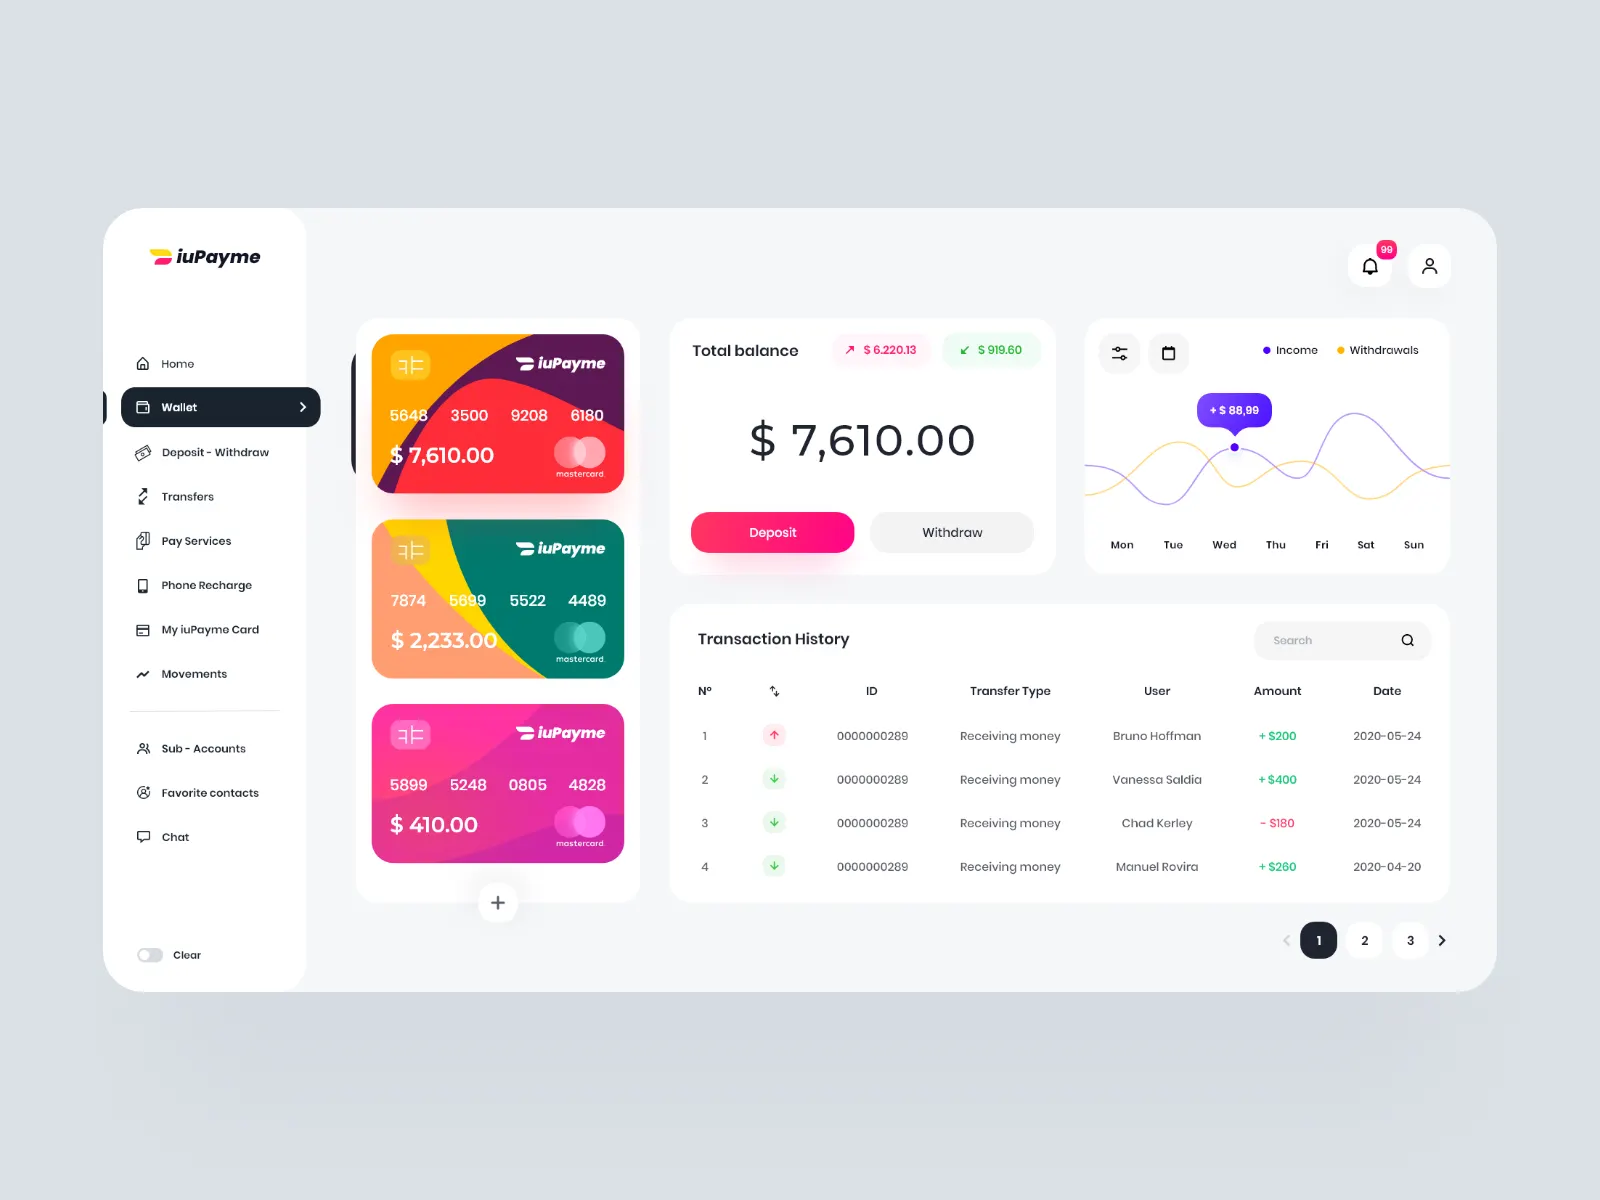 iuPayme
99
Home
Wallet
Deposit - Withdraw
Transfers
Pay Services
Phone Recharge
My iuPayme Card
Movements
Sub - Accounts
Favorite contacts
Chat
Clear
iuPayme
5648 3500 9208 6180
$ 7,610.00
mastercard.
iuPayme
7874 5699 5522 4489
$ 2,233.00
mastercard.
iuPayme
5899 5248 0805 4828
$ 410.00
mastercard.
Total balance
$ 6.220.13
$ 919.60
$ 7,610.00
Deposit
Withdraw
Income
Withdrawals
+ $ 88,99
Mon Tue Wed Thu Fri Sat Sun
Transaction History
Search
Nº ID Transfer Type User Amount Date
1 0000000289 Receiving money Bruno Hoffman + $200 2020-05-24
2 0000000289 Receiving money Vanessa Saldia + $400 2020-05-24
3 0000000289 Receiving money Chad Kerley - $180 2020-05-24
4 0000000289 Receiving money Manuel Rovira + $260 2020-04-20
1 2 3